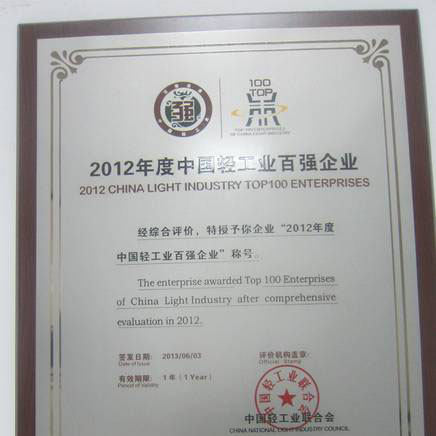 强
100
TOP
TOP 100 ENTERPRISES
OF CHINA LIGHT INDUSTRY
2012年度中国轻工业百强企业
2012 CHINA LIGHT INDUSTRY TOP100 ENTERPRISES
经综合评价，特授予你企业“2012年度
中国轻工业百强企业”称号。
The enterprise awarded Top 100 Enterprises
of China Light Industry after comprehensive
evaluation in 2012.
签发日期： 2013/06/03 评价机构盖章：
Date of Issue Official Stamp
有效期限： 1年（1 Year）
Period of Validity
中国轻工业联合会
中国轻工业联合会
CHINA NATIONAL LIGHT INDUSTRY COUNCIL